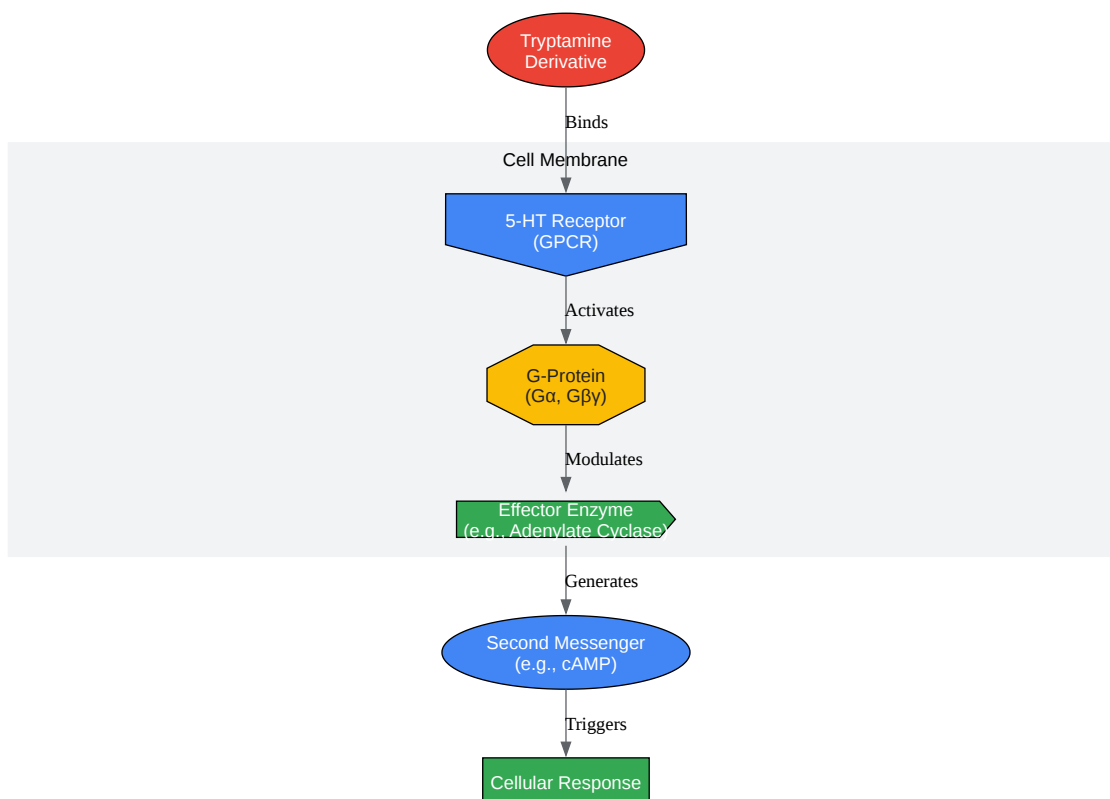 Tryptamine
Derivative
Binds
Cell Membrane
5-HT Receptor
(GPCR)
Activates
G-Protein
(Gα, Gβγ)
Modulates
Effector Enzyme
(e.g., Adenylate Cyclase)
Generates
Second Messenger
(e.g., cAMP)
Triggers
Cellular Response